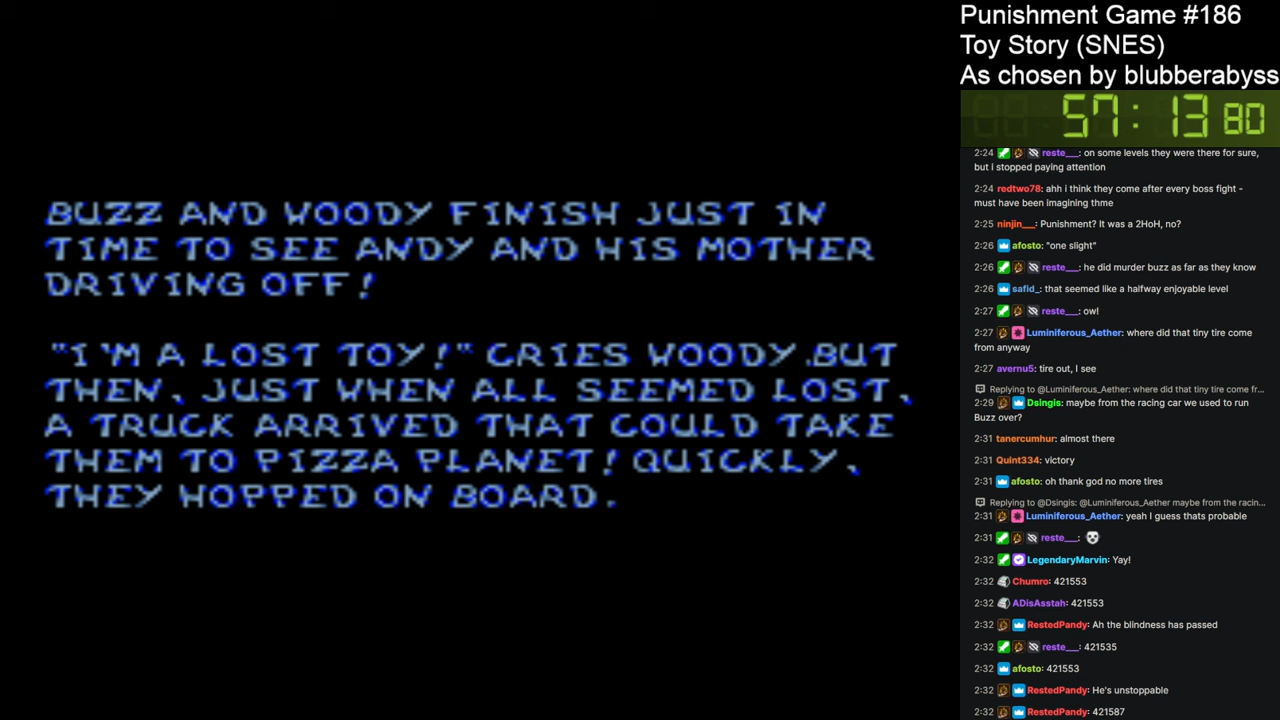 Punishment Game #186
Toy Story (SNES)
As chosen by blubberabyss
57:13 80
BUZZ AND WOODY FINISH JUST IN
TIME TO SEE ANDY AND HIS MOTHER
DRIVING OFF!
"I'M A LOST TOY!" CRIES WOODY.BUT
THEN, JUST WHEN ALL SEEMED LOST,
A TRUCK ARRIVED THAT COULD TAKE
THEM TO PIZZA PLANET! QUICKLY,
THEY HOPPED ON BOARD.
2:24 reste___: on some levels they were there for sure,
but i stopped paying attention
2:24 redtwo78: ahh i think they come after every boss fight -
must have been imagining thme
2:25 ninjin___: Punishment? It was a 2HoH, no?
2:26 afosto: "one slight"
2:26 reste___: he did murder buzz as far as they know
2:26 safid_: that seemed like a halfway enjoyable level
2:27 reste___: ow!
2:27 Luminiferous_Aether: where did that tiny tire come
from anyway
2:27 avernu5: tire out, I see
Replying to @Luminiferous_Aether: where did that tiny tire come fr...
2:29 Dsingis: maybe from the racing car we used to run
Buzz over?
2:31 tanercumhur: almost there
2:31 Quint334: victory
2:31 afosto: oh thank god no more tires
Replying to @Dsingis: @Luminiferous_Aether maybe from the racin...
2:31 Luminiferous_Aether: yeah I guess thats probable
2:31 reste___:
2:32 LegendaryMarvin: Yay!
2:32 Chumro: 421553
2:32 ADisAsstah: 421553
2:32 RestedPandy: Ah the blindness has passed
2:32 reste___: 421535
2:32 afosto: 421553
2:32 RestedPandy: He's unstoppable
2:32 RestedPandy: 421587